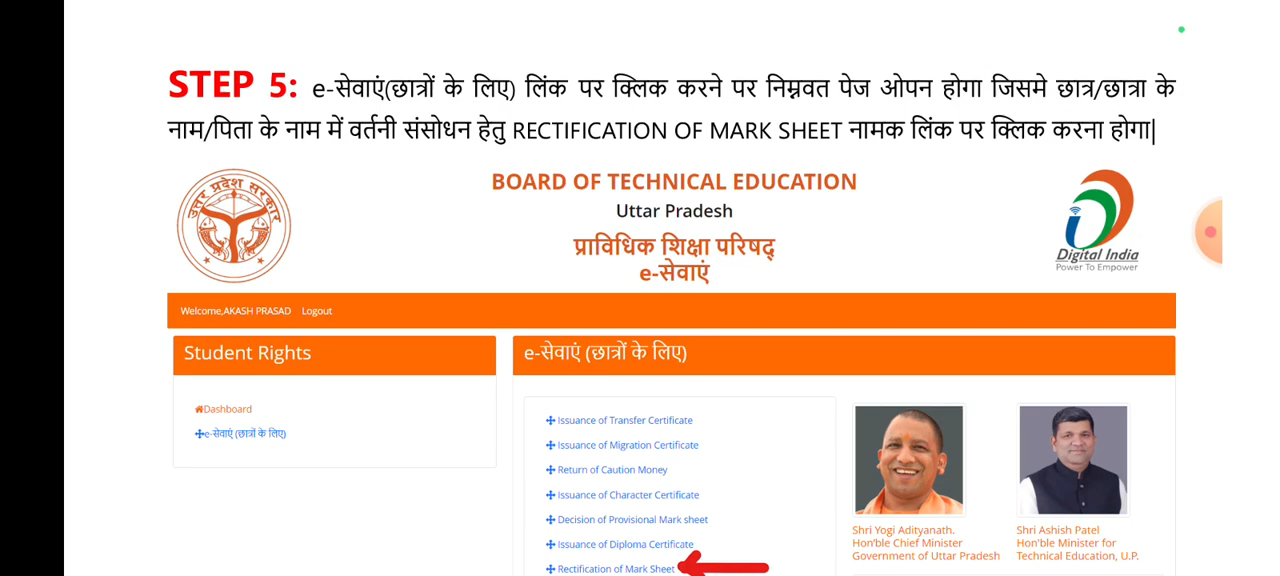 STEP 5: e-सेवाएं(छात्रों के लिए) लिंक पर क्लिक करने पर निम्नवत पेज ओपन होगा जिसमे छात्र/छात्रा के
नाम/पिता के नाम में वर्तनी संसोधन हेतु RECTIFICATION OF MARK SHEET नामक लिंक पर क्लिक करना होगा|
उत्तर प्रदेश सरकार
BOARD OF TECHNICAL EDUCATION
Uttar Pradesh
प्राविधिक शिक्षा परिषद्
e-सेवाएं
Digital India
Power To Empower
Welcome,AKASH PRASAD Logout
Student Rights
Dashboard
e-सेवाएं (छात्रों के लिए)
e-सेवाएं (छात्रों के लिए)
Issuance of Transfer Certificate
Issuance of Migration Certificate
Return of Caution Money
Issuance of Character Certificate
Decision of Provisional Mark sheet
Issuance of Diploma Certificate
Rectification of Mark Sheet
Shri Yogi Adityanath.
Hon'ble Chief Minister
Government of Uttar Pradesh
Shri Ashish Patel
Hon'ble Minister for
Technical Education, U.P.